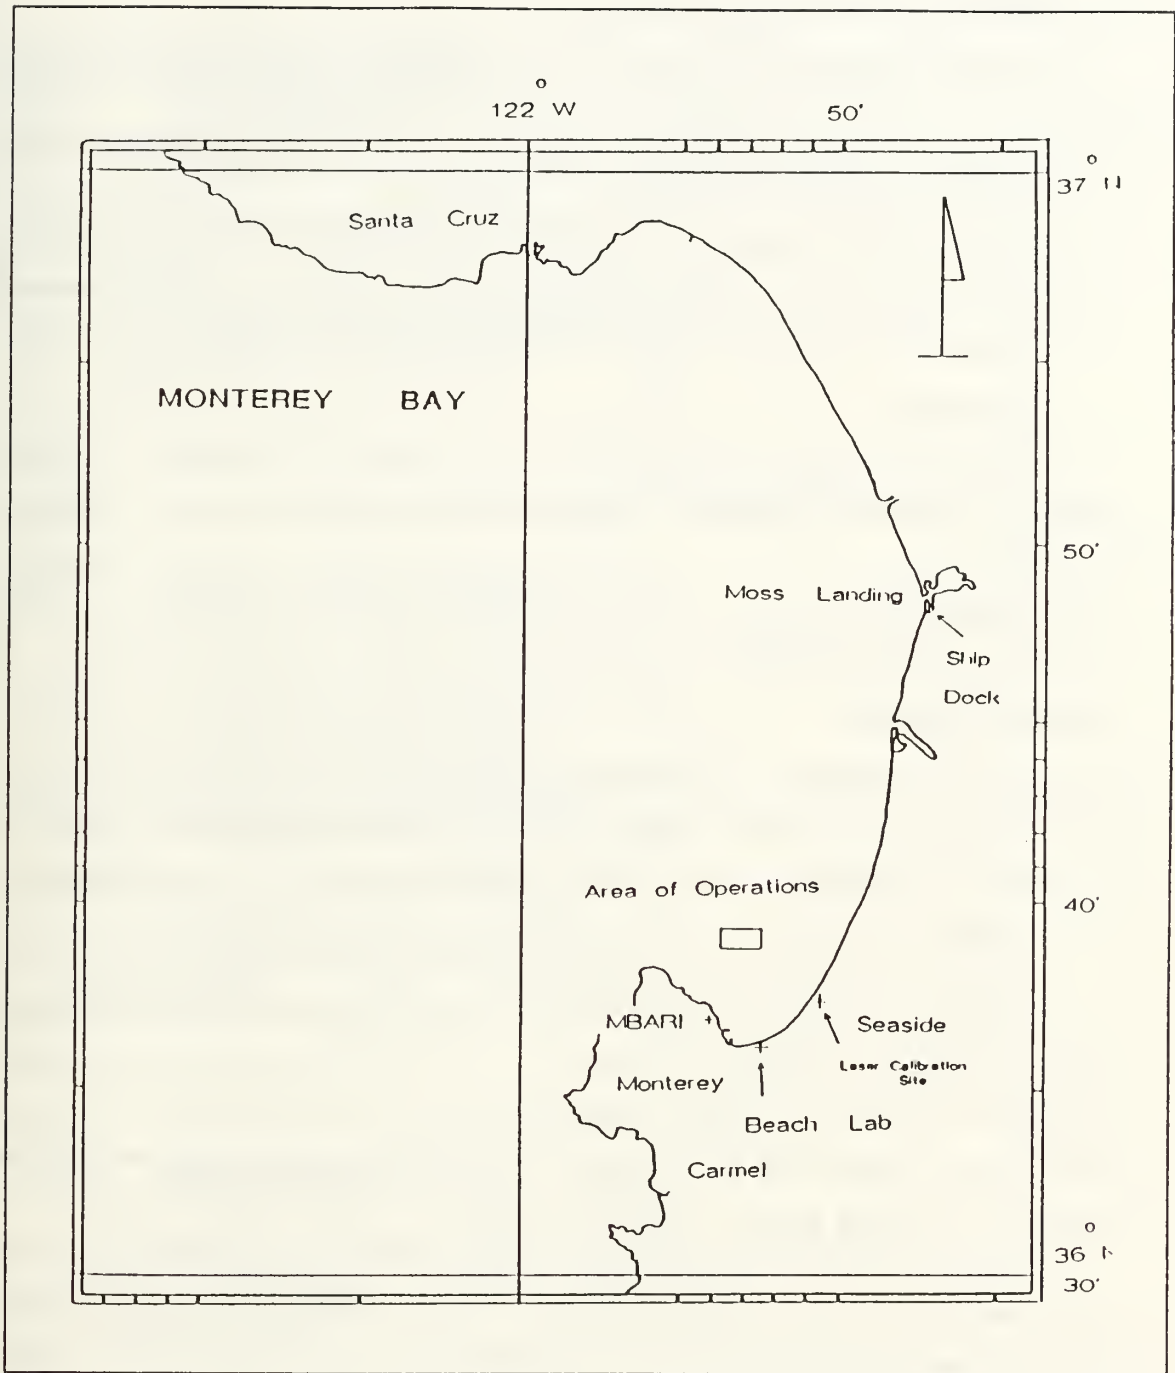 122° W
50'
37° N
Santa Cruz
MONTEREY BAY
50'
Moss Landing
Ship
Dock
Area of Operations
40'
MBARI
Seaside
Laser Calibration
Site
Monterey
Beach Lab
Carmel
36° N
30'